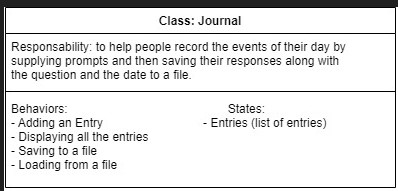 Class: Journal
Responsability: to help people record the events of their day by
supplying prompts and then saving their responses along with
the question and the date to a file.
Behaviors: States:
- Adding an Entry - Entries (list of entries)
- Displaying all the entries
- Saving to a file
- Loading from a file